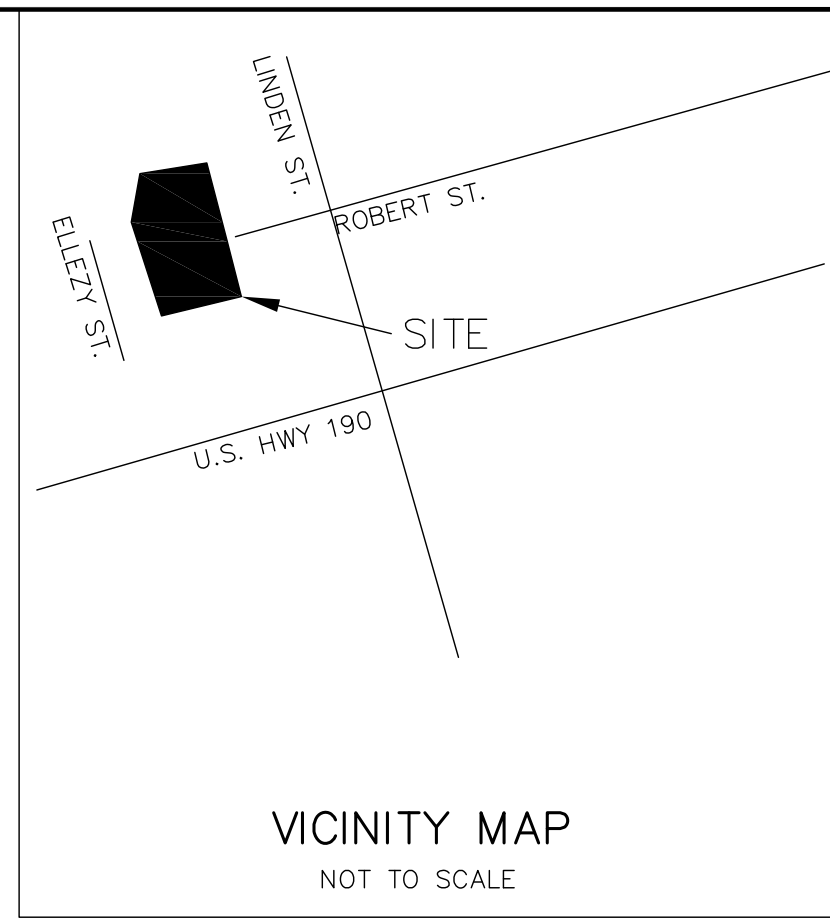 LINDEN ST.
ROBERT ST.
ELLEZY ST.
SITE
U.S. HWY 190
VICINITY MAP
NOT TO SCALE